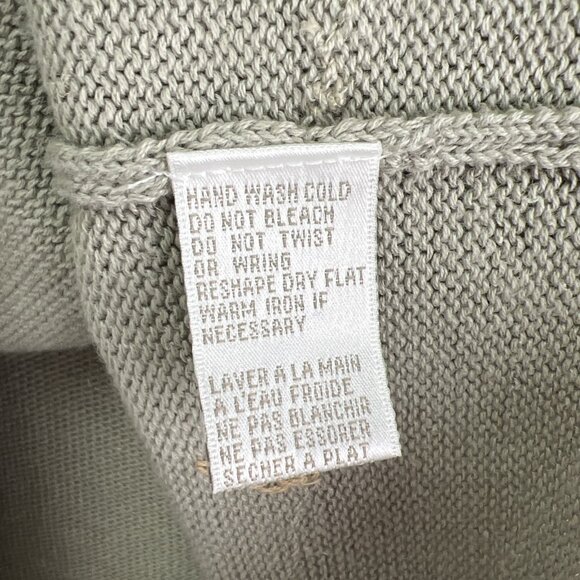 HAND WASH COLD
DO NOT BLEACH
DO NOT TWIST
OR WRING
RESHAPE DRY FLAT
WARM IRON IF
NECESSARY
LAVER A LA MAIN
A LEAU FROIDE
NE PAS BLANCHIR
NE PAS ESSORER
SECHER A PLAT